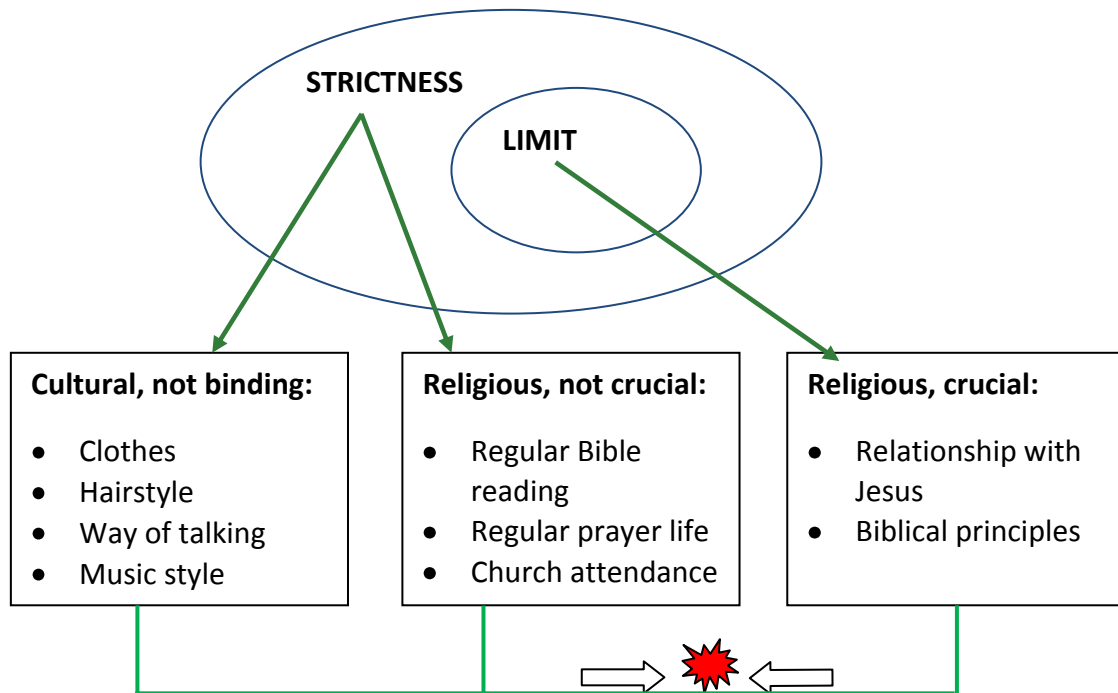 STRICTNESS
LIMIT
Cultural, not binding:
• Clothes
• Hairstyle
• Way of talking
• Music style
Religious, not crucial:
• Regular Bible
reading
• Regular prayer life
• Church attendance
Religious, crucial:
• Relationship with
Jesus
• Biblical principles